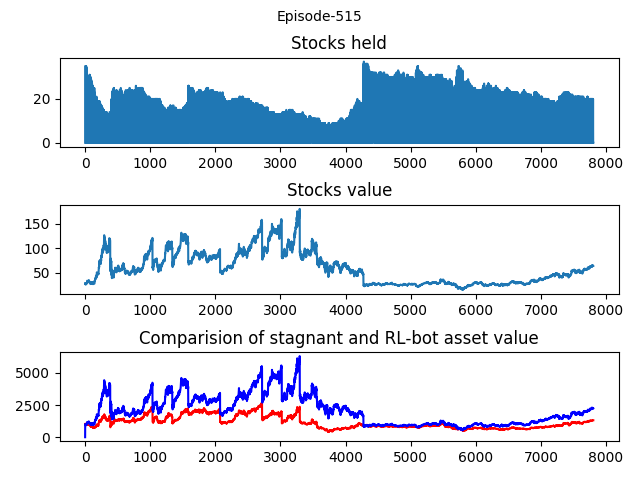 Episode-515
Stocks held
20
0
0 1000 2000 3000 4000 5000 6000 7000 8000
Stocks value
150
100
50
0 1000 2000 3000 4000 5000 6000 7000 8000
Comparision of stagnant and RL-bot asset value
5000
2500
0
0 1000 2000 3000 4000 5000 6000 7000 8000